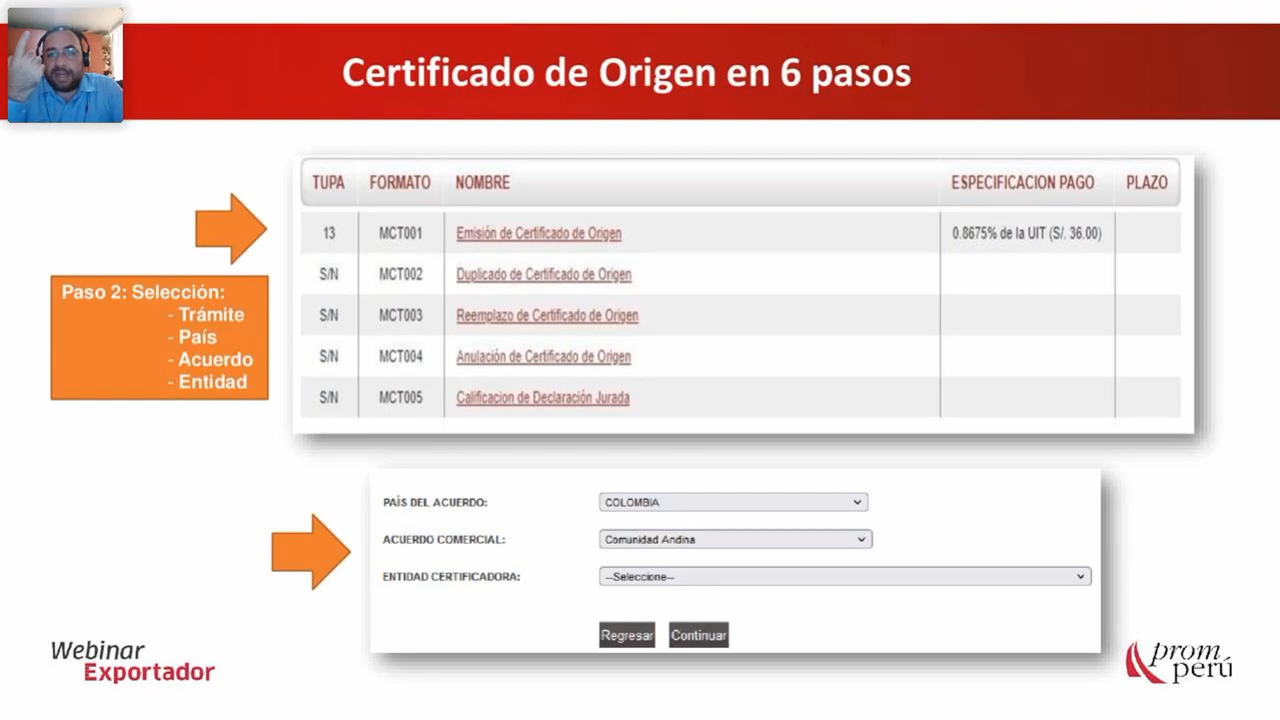 Certificado de Origen en 6 pasos
TUPA FORMATO NOMBRE ESPECIFICACION PAGO PLAZO
13 MCT001 Emisión de Certificado de Origen 0.8675% de la UIT (S/. 36.00)
S/N MCT002 Duplicado de Certificado de Origen
S/N MCT003 Reemplazo de Certificado de Origen
S/N MCT004 Anulación de Certificado de Origen
S/N MCT005 Calificacion de Declaración Jurada
Paso 2: Selección:
- Trámite
- País
- Acuerdo
- Entidad
PAÍS DEL ACUERDO: COLOMBIA
ACUERDO COMERCIAL: Comunidad Andina
ENTIDAD CERTIFICADORA: --Seleccione--
Regresar Continuar
Webinar
Exportador
prom
perú